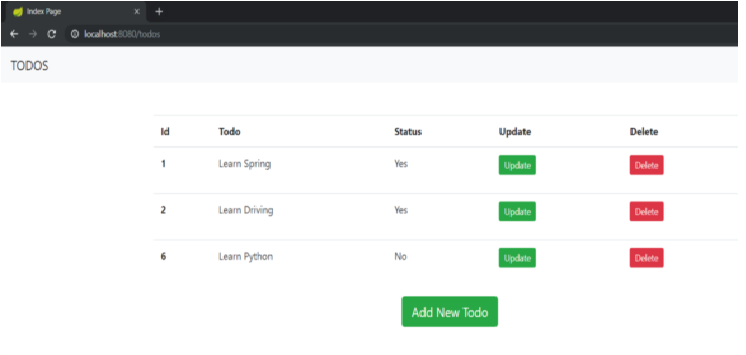 Index Page
localhost:8080/todos
TODOS
Id Todo Status Update Delete
1 Learn Spring Yes Update Delete
2 Learn Driving Yes Update Delete
6 Learn Python No Update Delete
Add New Todo